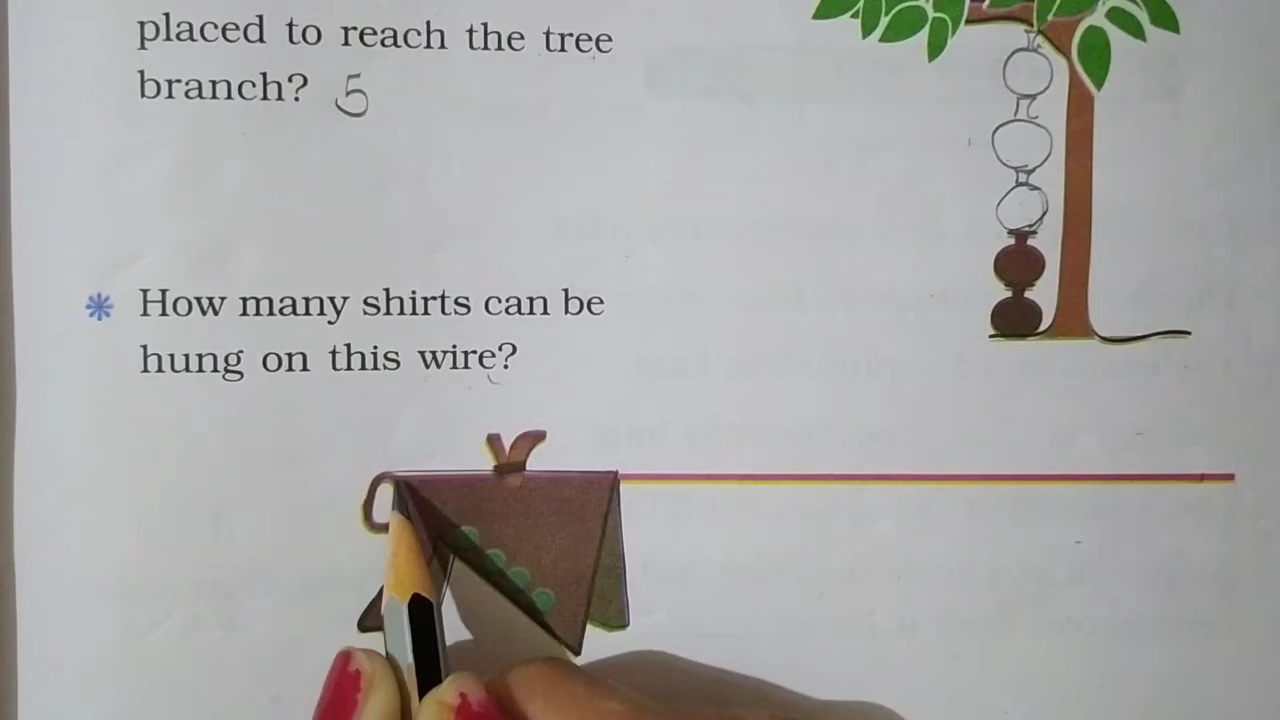 placed to reach the tree
branch? 5
How many shirts can be
hung on this wire?